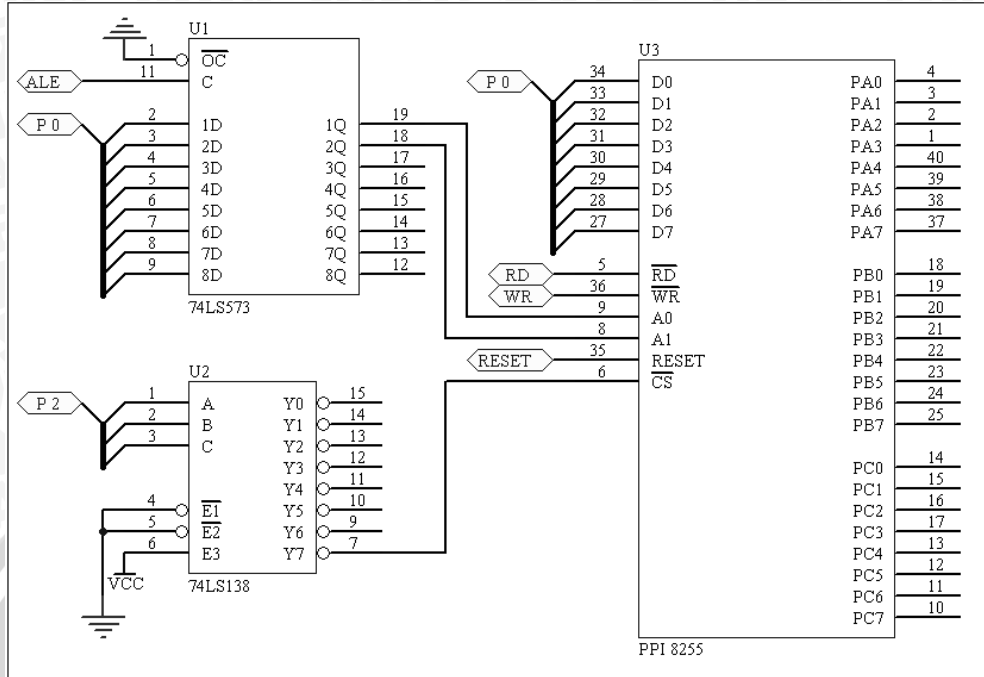 U1
1
OC
11
C
ALE
P 0
2
1D
1Q
19
3
2D
2Q
18
4
3D
3Q
17
5
4D
4Q
16
6
5D
5Q
15
7
6D
6Q
14
8
7D
7Q
13
9
8D
8Q
12
74LS573
U2
P 2
1
A
Y0
15
2
B
Y1
14
3
C
Y2
13
Y3
12
Y4
11
4
E1
Y5
10
5
E2
Y6
9
6
E3
Y7
7
VCC
74LS138
U3
P 0
34
D0
PA0
4
33
D1
PA1
3
32
D2
PA2
2
31
D3
PA3
1
30
D4
PA4
40
29
D5
PA5
39
28
D6
PA6
38
27
D7
PA7
37
RD
5
RD
PB0
18
WR
36
WR
PB1
19
9
A0
PB2
20
8
A1
PB3
21
RESET
35
RESET
PB4
22
6
CS
PB5
23
PB6
24
PB7
25
PC0
14
PC1
15
PC2
16
PC3
17
PC4
13
PC5
12
PC6
11
PC7
10
PPI 8255